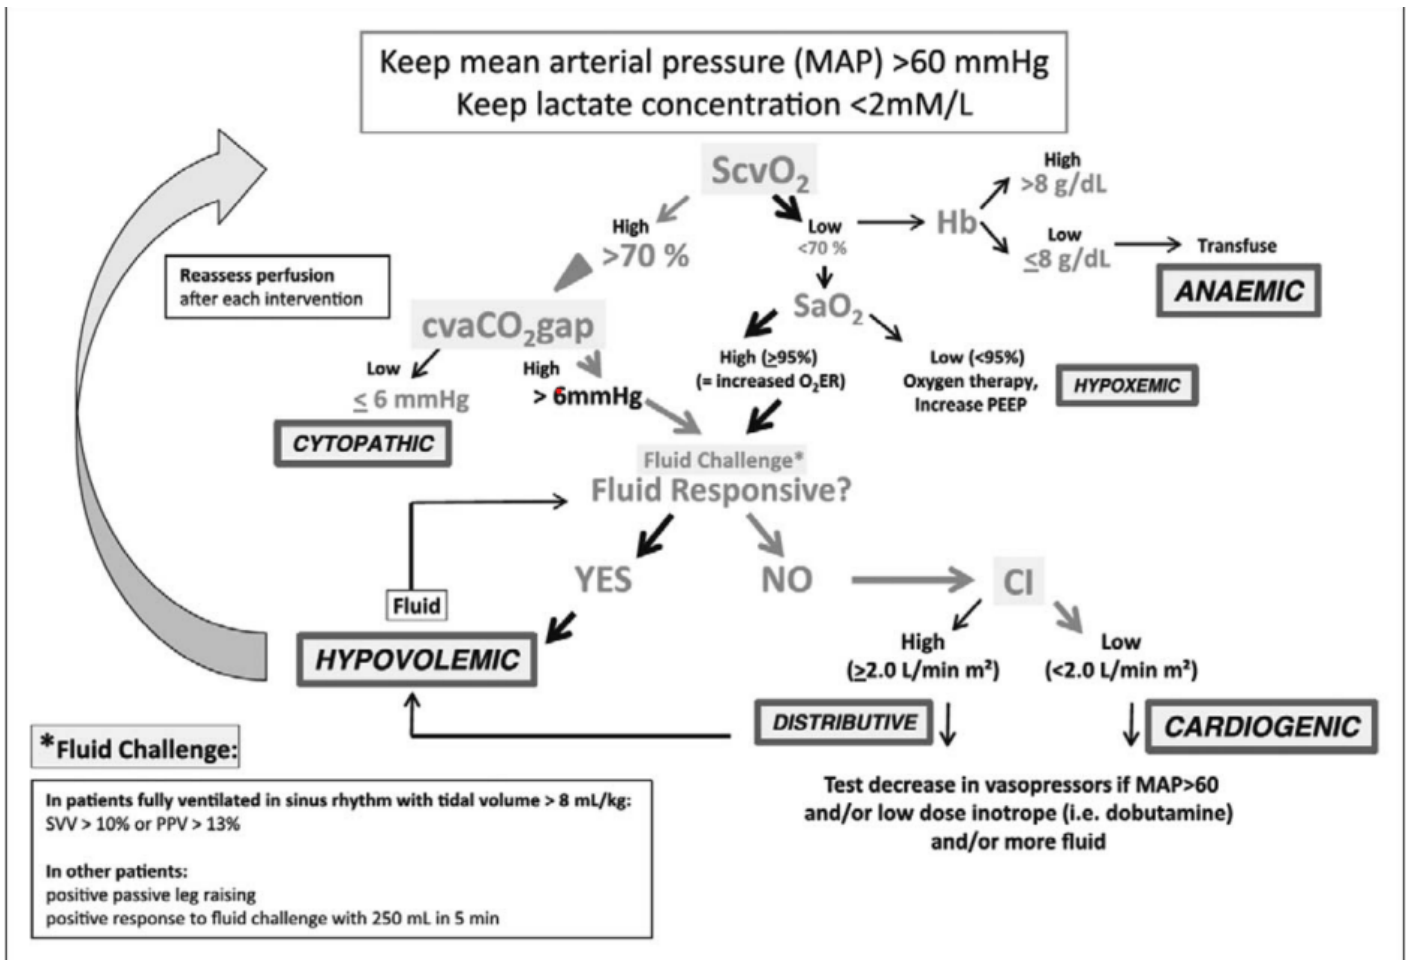 Keep mean arterial pressure (MAP) >60 mmHg
Keep lactate concentration <2mM/L
ScvO₂
High
>70 %
Low
<70 %
Hb
High
>8 g/dL
Low
≤8 g/dL
Transfuse
ANAEMIC
Reassess perfusion
after each intervention
cvaCO₂gap
Low
≤ 6 mmHg
CYTOPATHIC
High
> 6mmHg
SaO₂
High (≥95%)
(= increased O₂ER)
Low (<95%)
Oxygen therapy,
Increase PEEP
HYPOXEMIC
Fluid Challenge*
Fluid Responsive?
YES
NO
CI
Fluid
HYPOVOLEMIC
High
(≥2.0 L/min m²)
Low
(<2.0 L/min m²)
DISTRIBUTIVE
CARDIOGENIC
Test decrease in vasopressors if MAP>60
and/or low dose inotrope (i.e. dobutamine)
and/or more fluid
*Fluid Challenge:
In patients fully ventilated in sinus rhythm with tidal volume > 8 mL/kg:
SVV > 10% or PPV > 13%
In other patients:
positive passive leg raising
positive response to fluid challenge with 250 mL in 5 min